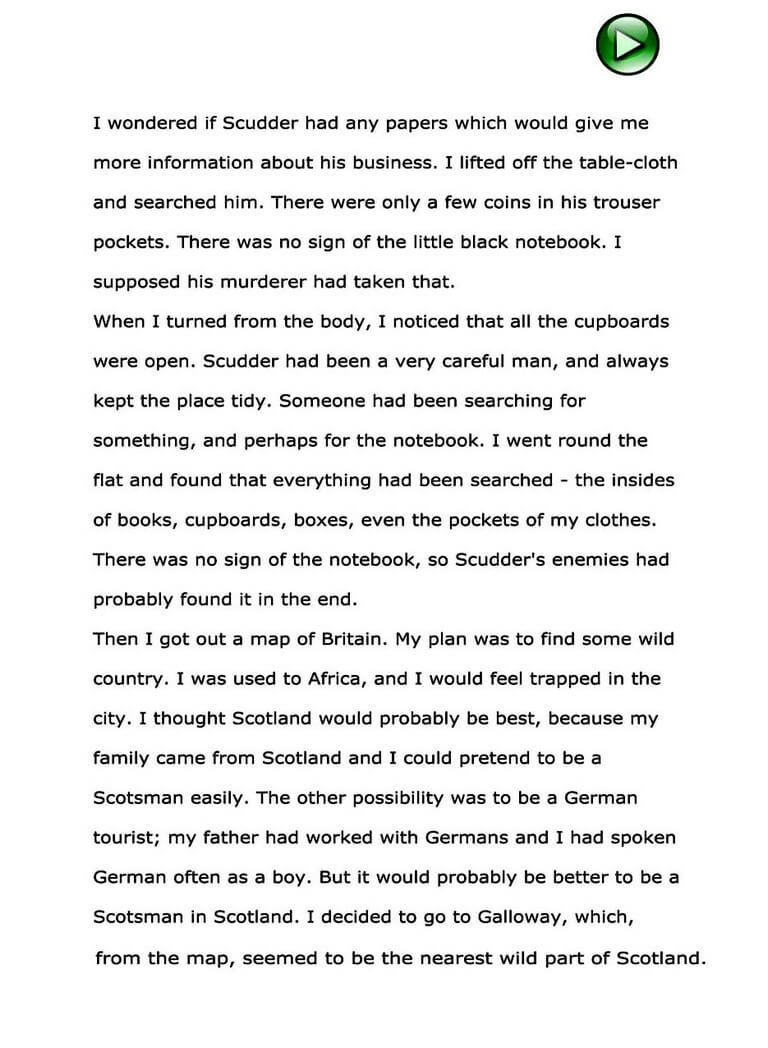 I wondered if Scudder had any papers which would give me
more information about his business. I lifted off the table-cloth
and searched him. There were only a few coins in his trouser
pockets. There was no sign of the little black notebook. I
supposed his murderer had taken that.
When I turned from the body, I noticed that all the cupboards
were open. Scudder had been a very careful man, and always
kept the place tidy. Someone had been searching for
something, and perhaps for the notebook. I went round the
flat and found that everything had been searched - the insides
of books, cupboards, boxes, even the pockets of my clothes.
There was no sign of the notebook, so Scudder's enemies had
probably found it in the end.
Then I got out a map of Britain. My plan was to find some wild
country. I was used to Africa, and I would feel trapped in the
city. I thought Scotland would probably be best, because my
family came from Scotland and I could pretend to be a
Scotsman easily. The other possibility was to be a German
tourist; my father had worked with Germans and I had spoken
German often as a boy. But it would probably be better to be a
Scotsman in Scotland. I decided to go to Galloway, which,
from the map, seemed to be the nearest wild part of Scotland.